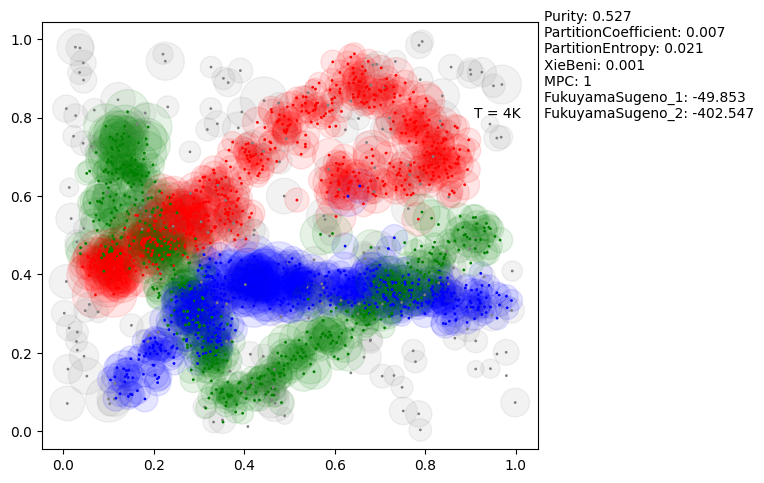 Purity: 0.527
PartitionCoefficient: 0.007
PartitionEntropy: 0.021
XieBeni: 0.001
MPC: 1
FukuyamaSugeno_1: -49.853
FukuyamaSugeno_2: -402.547
T = 4K
1.0
0.8
0.6
0.4
0.2
0.0
0.0 0.2 0.4 0.6 0.8 1.0